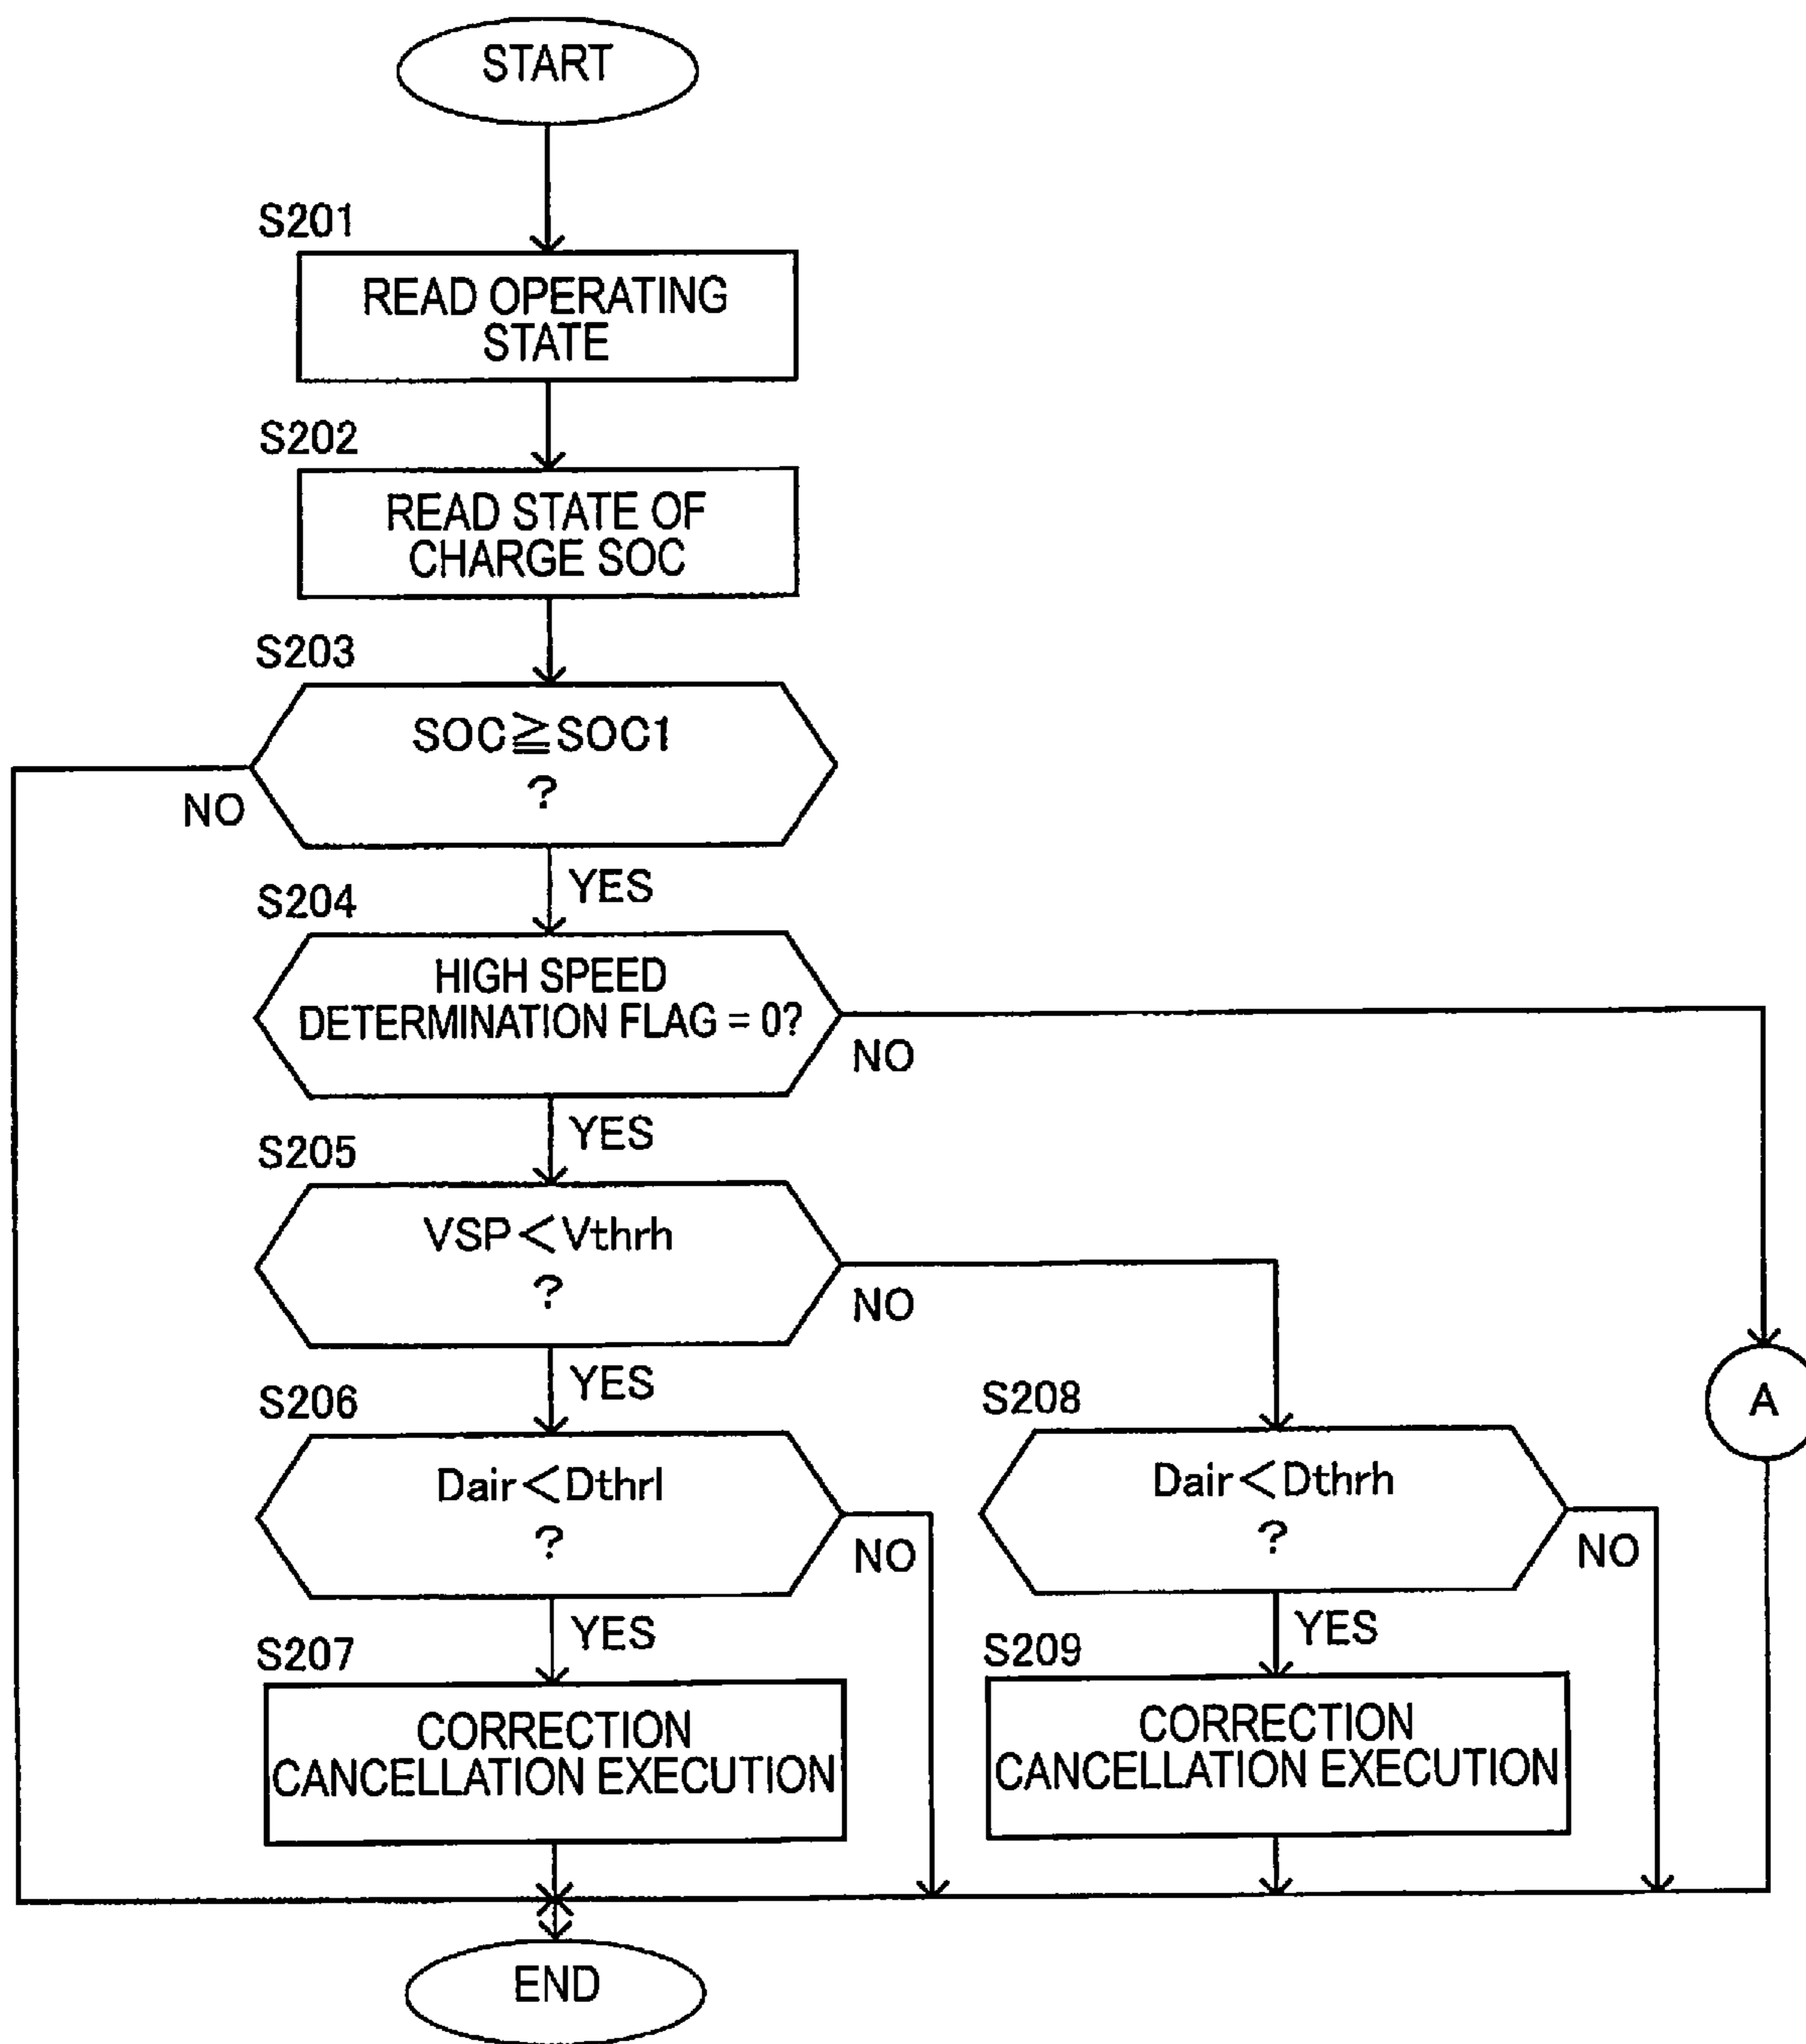 START
S201
READ OPERATING
STATE
S202
READ STATE OF
CHARGE SOC
S203
SOC≧SOC1
?
NO
YES
S204
HIGH SPEED
DETERMINATION FLAG = 0?
NO
YES
S205
VSP<Vthrh
?
NO
YES
S206
Dair<Dthrl
?
NO
YES
S207
CORRECTION
CANCELLATION EXECUTION
S208
Dair<Dthrh
?
NO
YES
S209
CORRECTION
CANCELLATION EXECUTION
A
END